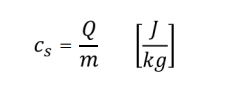 c_s = Q/m [J/kg]